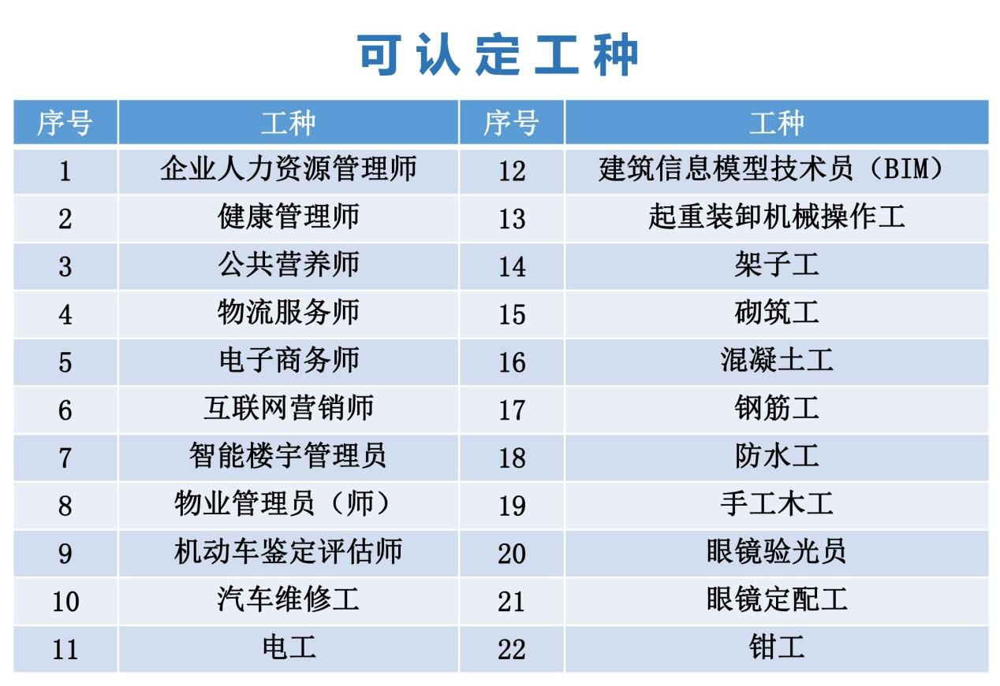 可认定工种
序号 工种 序号 工种
1 企业人力资源管理师 12 建筑信息模型技术员（BIM）
2 健康管理师 13 起重装卸机械操作工
3 公共营养师 14 架子工
4 物流服务师 15 砌筑工
5 电子商务师 16 混凝土工
6 互联网营销师 17 钢筋工
7 智能楼宇管理员 18 防水工
8 物业管理员（师） 19 手工木工
9 机动车鉴定评估师 20 眼镜验光员
10 汽车维修工 21 眼镜定配工
11 电工 22 钳工